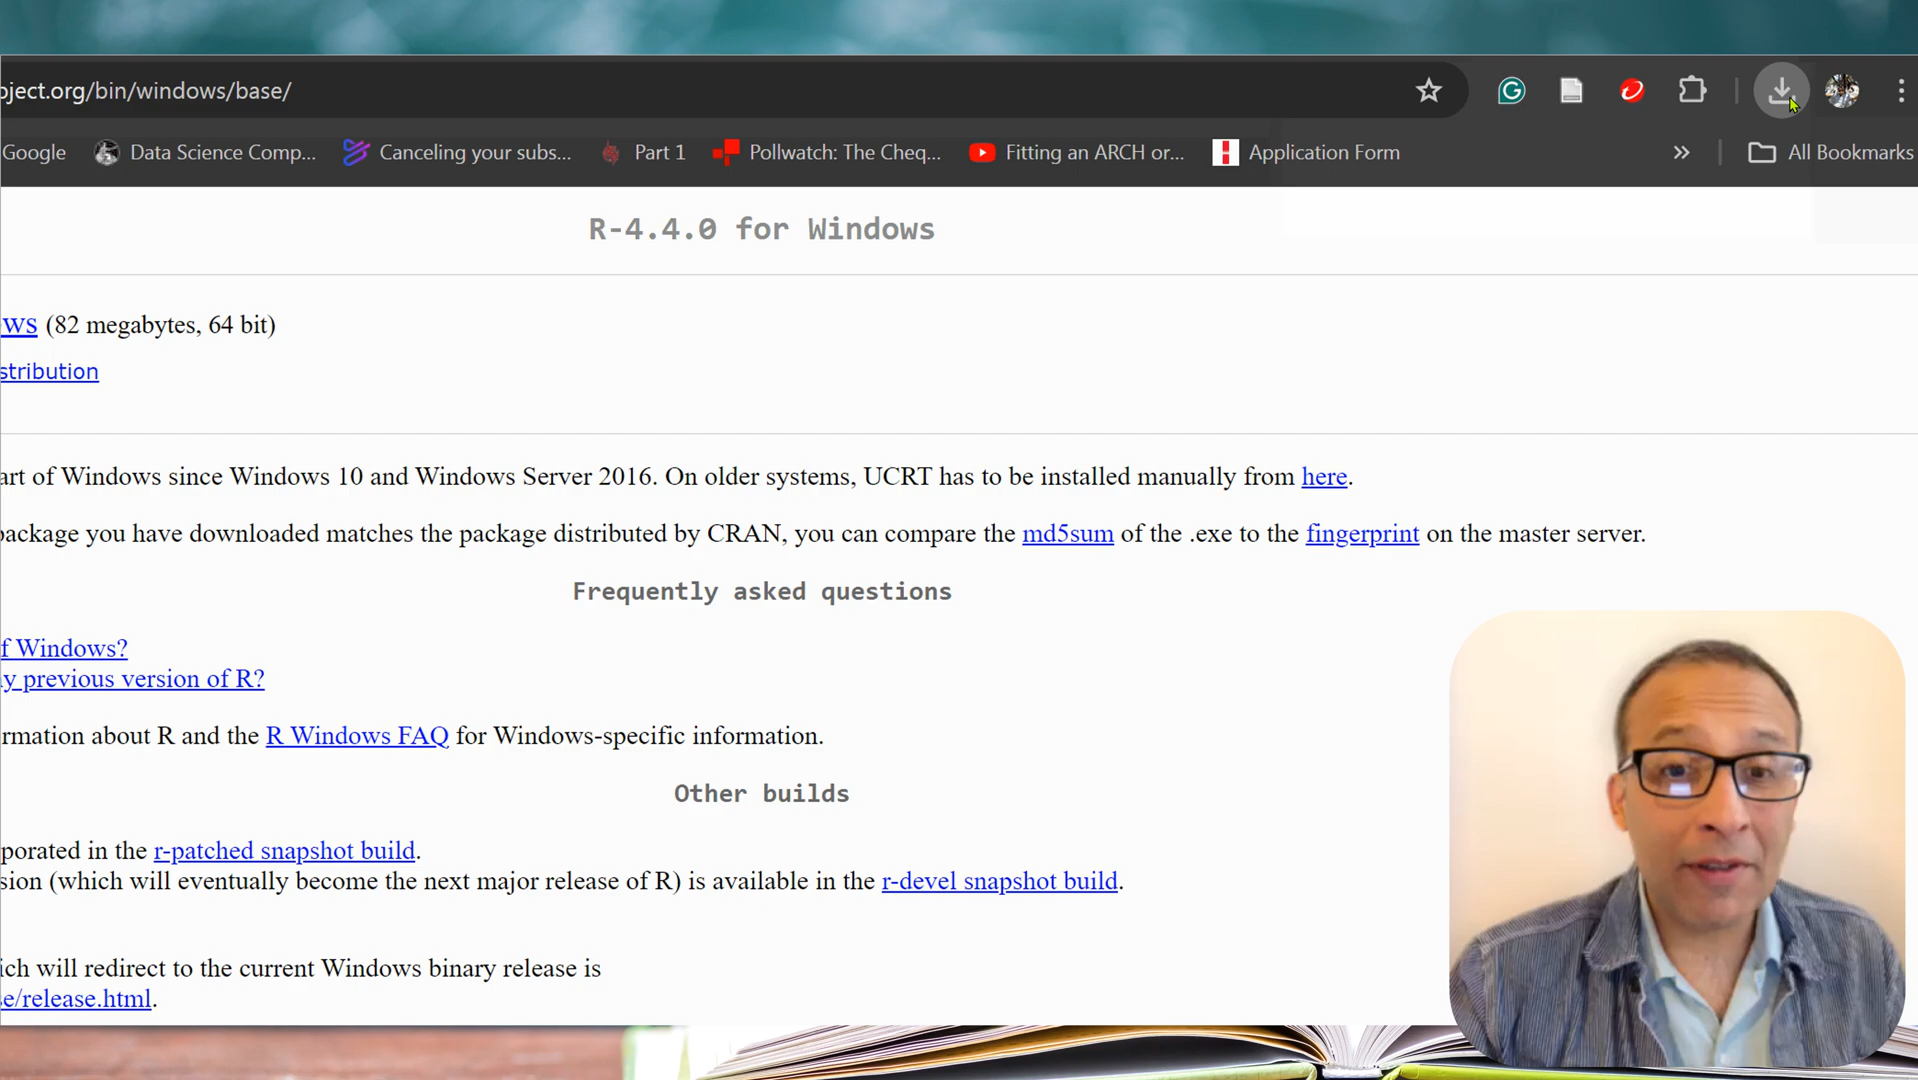 oject.org/bin/windows/base/
Google Data Science Comp... Canceling your subs... Part 1 Pollwatch: The Cheq... Fitting an ARCH or... Application Form » All Bookmarks
R-4.4.0 for Windows
ws (82 megabytes, 64 bit)
stribution
art of Windows since Windows 10 and Windows Server 2016. On older systems, UCRT has to be installed manually from here.
package you have downloaded matches the package distributed by CRAN, you can compare the md5sum of the .exe to the fingerprint on the master server.
Frequently asked questions
f Windows?
y previous version of R?
rmation about R and the R Windows FAQ for Windows-specific information.
Other builds
porated in the r-patched snapshot build.
sion (which will eventually become the next major release of R) is available in the r-devel snapshot build.
ich will redirect to the current Windows binary release is
se/release.html.